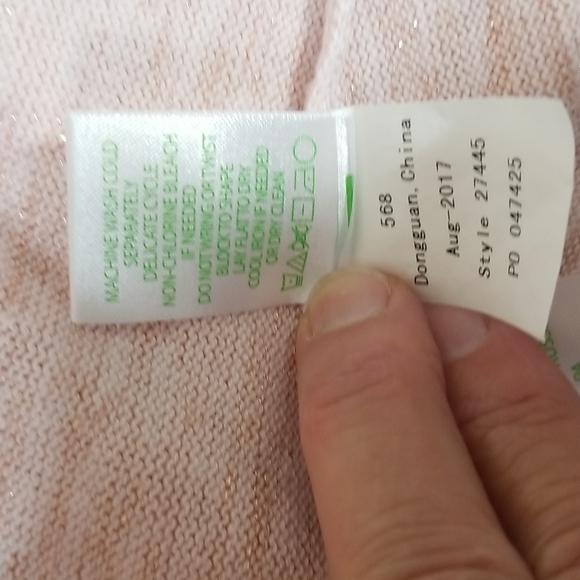 MACHINE WASH COLD
SEPARATELY
DELICATE CYCLE
NON-CHLORINE BLEACH
IF NEEDED
DO NOT WRING OR TWIST
BLOCK TO SHAPE
LAY FLAT TO DRY
COOL IRON IF NEEDED
OR DRY CLEAN
568
Dongguan, China
Aug-2017
Style 27445
PO 047425